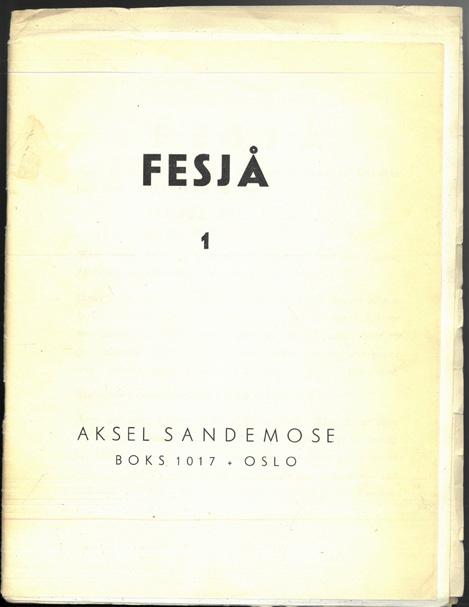 FESJÅ
1
AKSEL SANDEMOSE
BOKS 1017 + OSLO